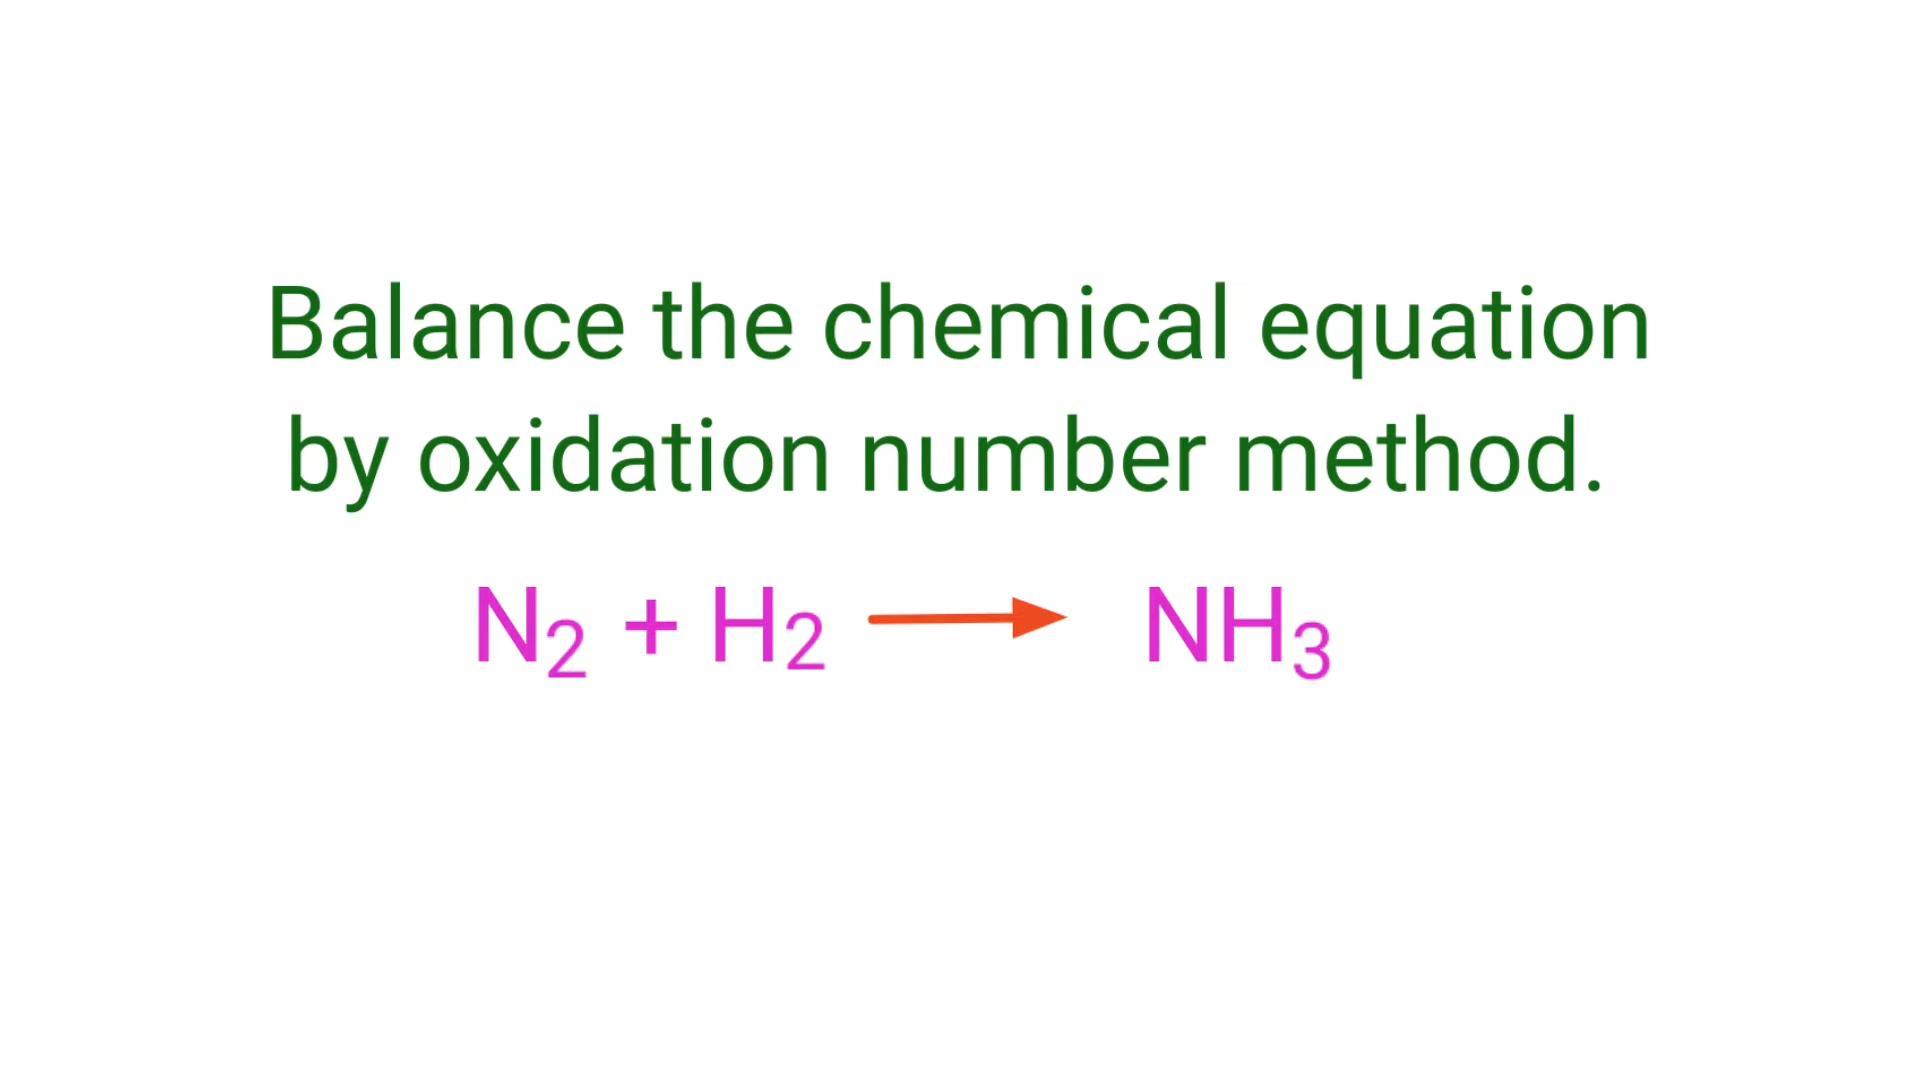 Balance the chemical equation
by oxidation number method.
N₂ + H₂ → NH₃